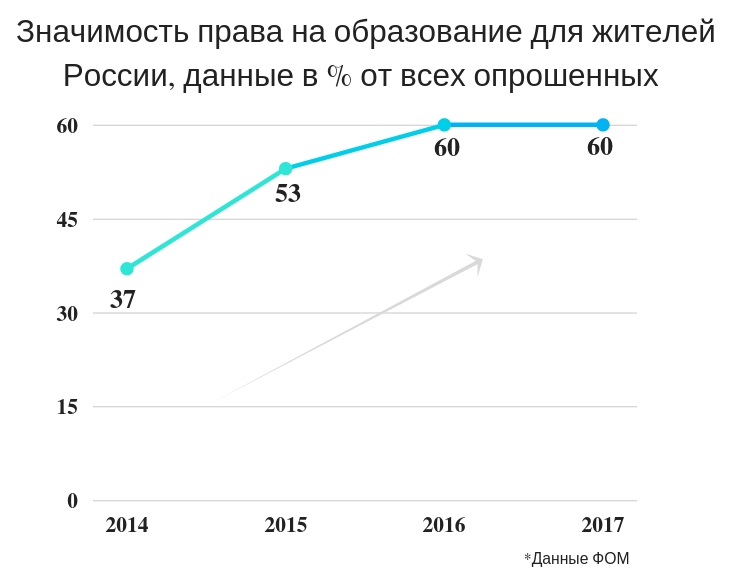 Значимость права на образование для жителей
России, данные в % от всех опрошенных
60
60
60
53
45
37
30
15
0
2014 2015 2016 2017
*Данные ФОМ